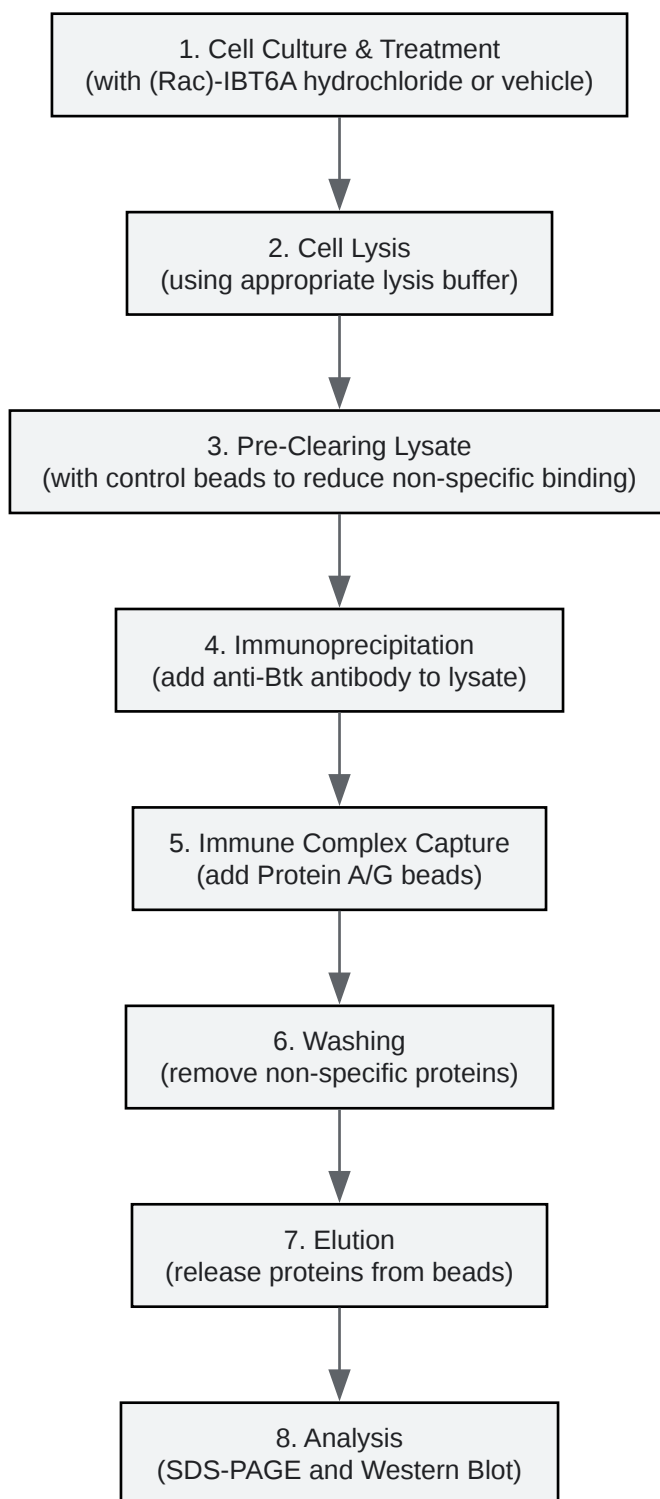 1. Cell Culture & Treatment
(with (Rac)-IBT6A hydrochloride or vehicle)
2. Cell Lysis
(using appropriate lysis buffer)
3. Pre-Clearing Lysate
(with control beads to reduce non-specific binding)
4. Immunoprecipitation
(add anti-Btk antibody to lysate)
5. Immune Complex Capture
(add Protein A/G beads)
6. Washing
(remove non-specific proteins)
7. Elution
(release proteins from beads)
8. Analysis
(SDS-PAGE and Western Blot)